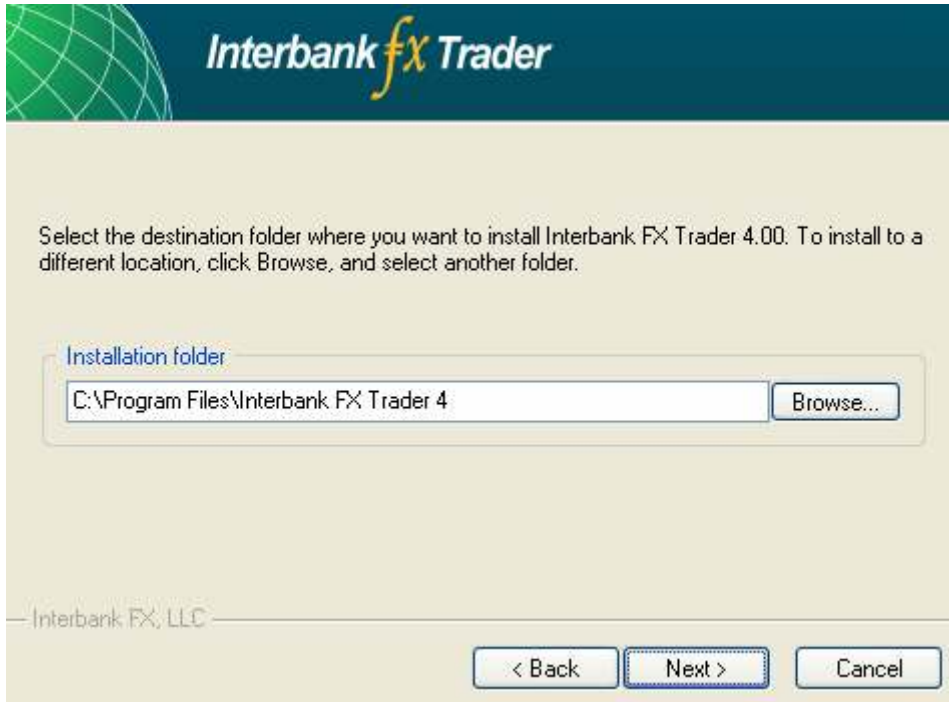 Interbank fx Trader
Select the destination folder where you want to install Interbank FX Trader 4.00. To install to a
different location, click Browse, and select another folder.
Installation folder
C:\Program Files\Interbank FX Trader 4
Browse...
Interbank FX, LLC
< Back
Next >
Cancel